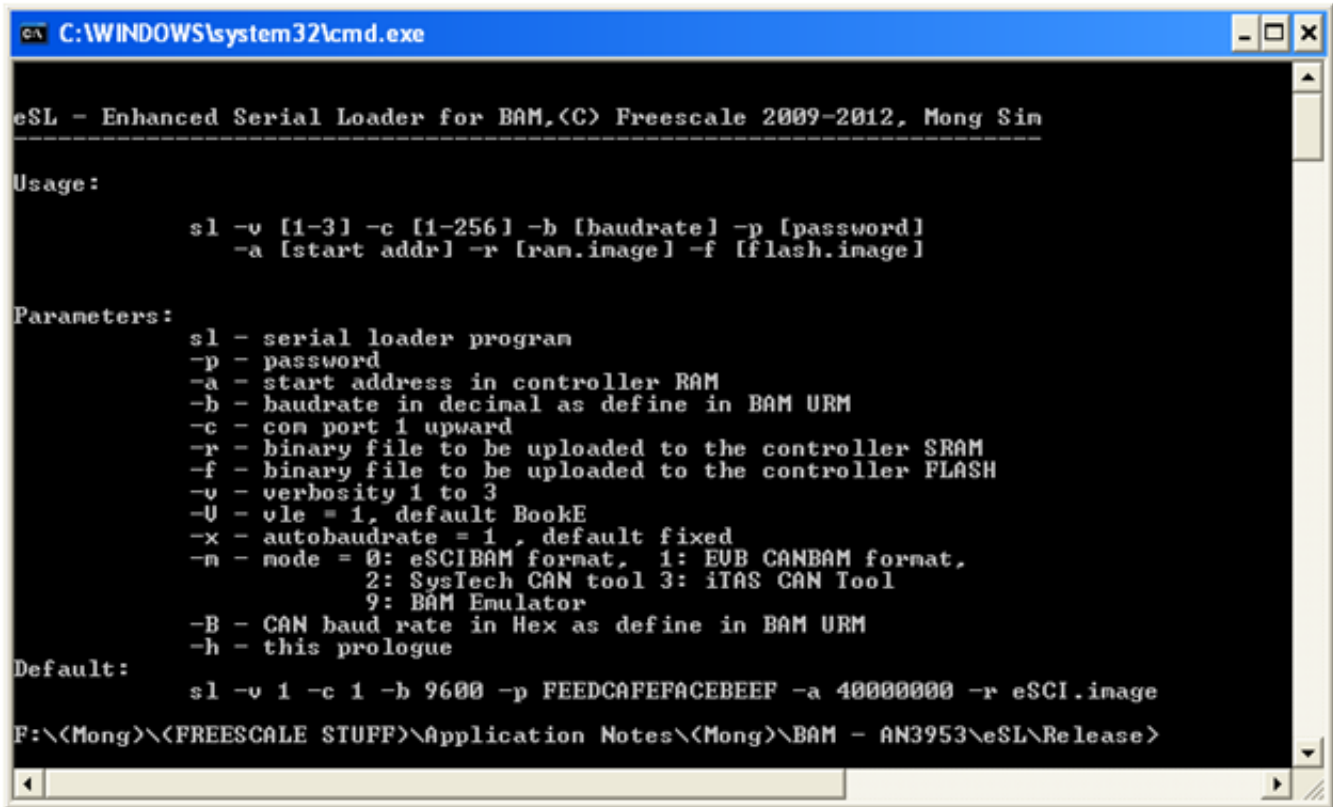 C:\WINDOWS\system32\cmd.exe
eSL - Enhanced Serial Loader for BAM,(C) Freescale 2009-2012, Mong Sim
----------------------------------------------------------------------
Usage:
sl -v [1-3] -c [1-256] -b [baudrate] -p [password]
-a [start addr] -r [ram.image] -f [flash.image]
Parameters:
sl - serial loader program
-p - password
-a - start address in controller RAM
-b - baudrate in decimal as define in BAM URM
-c - com port 1 upward
-r - binary file to be uploaded to the controller SRAM
-f - binary file to be uploaded to the controller FLASH
-v - verbosity 1 to 3
-V - vle = 1, default BookE
-x - autobaudrate = 1 , default fixed
-m - mode = 0: eSCIBAM format,  1: EVB CANBAM format,
2: SysTech CAN tool 3: iTAS CAN Tool
9: BAM Emulator
-B - CAN baud rate in Hex as define in BAM URM
-h - this prologue
Default:
sl -v 1 -c 1 -b 9600 -p FEEDCAFEFACEBEEF -a 40000000 -r eSCI.image
F:\(Mong)\(FREESCALE STUFF)\Application Notes\(Mong)\BAM - AN3953\eSL\Release>